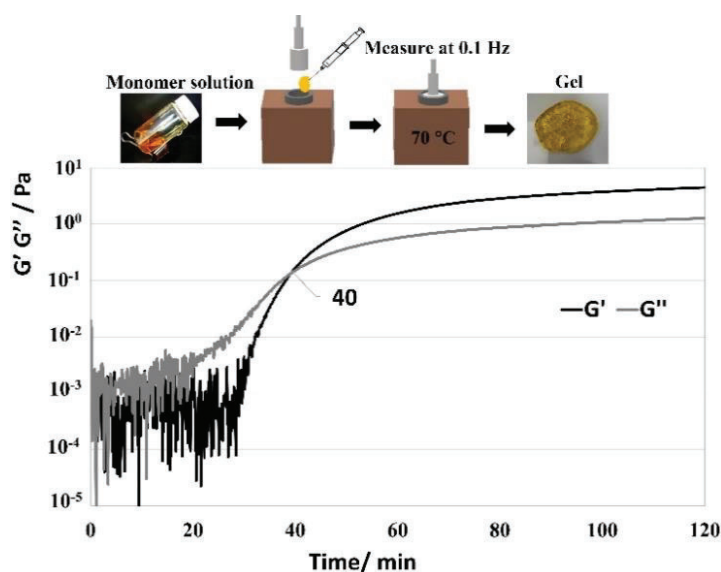 Measure at 0.1 Hz
Monomer solution
Gel
70 °C
G' G'' / Pa
10¹
10⁰
10⁻¹
10⁻²
10⁻³
10⁻⁴
10⁻⁵
40
G' G''
0 20 40 60 80 100 120
Time/ min